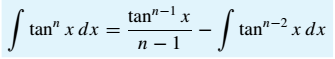 ∫ tanⁿ x dx = tanⁿ⁻¹ x / (n − 1) − ∫ tanⁿ⁻² x dx